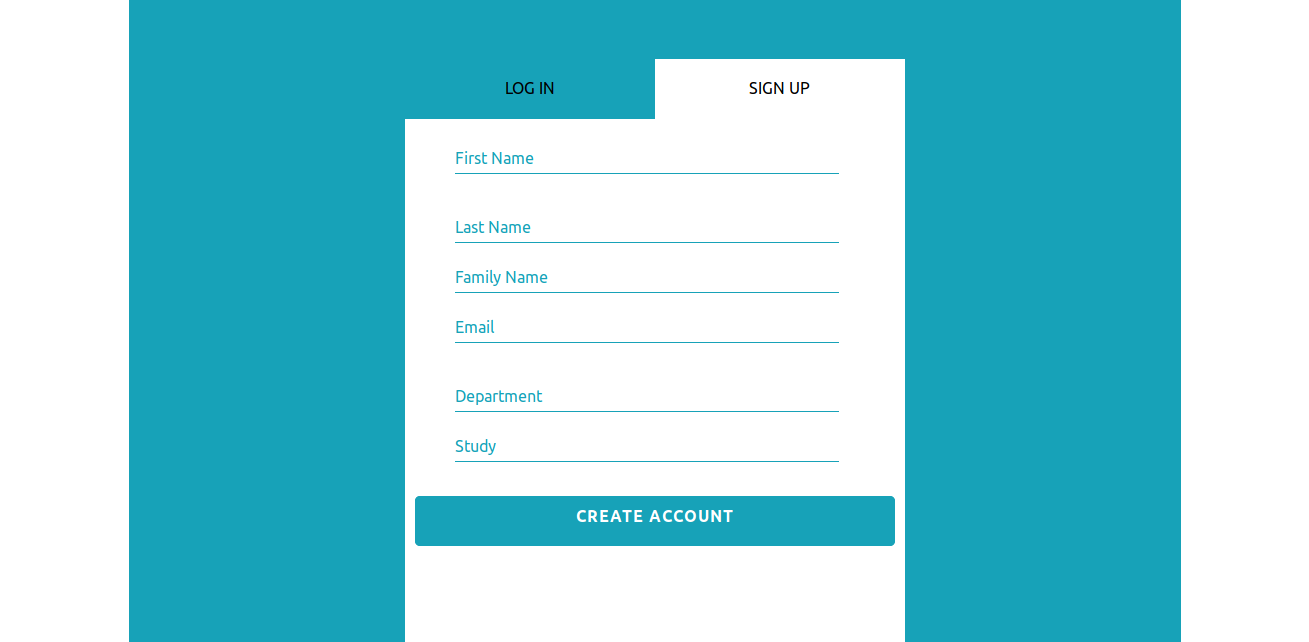 LOG IN
SIGN UP
First Name
Last Name
Family Name
Email
Department
Study
CREATE ACCOUNT